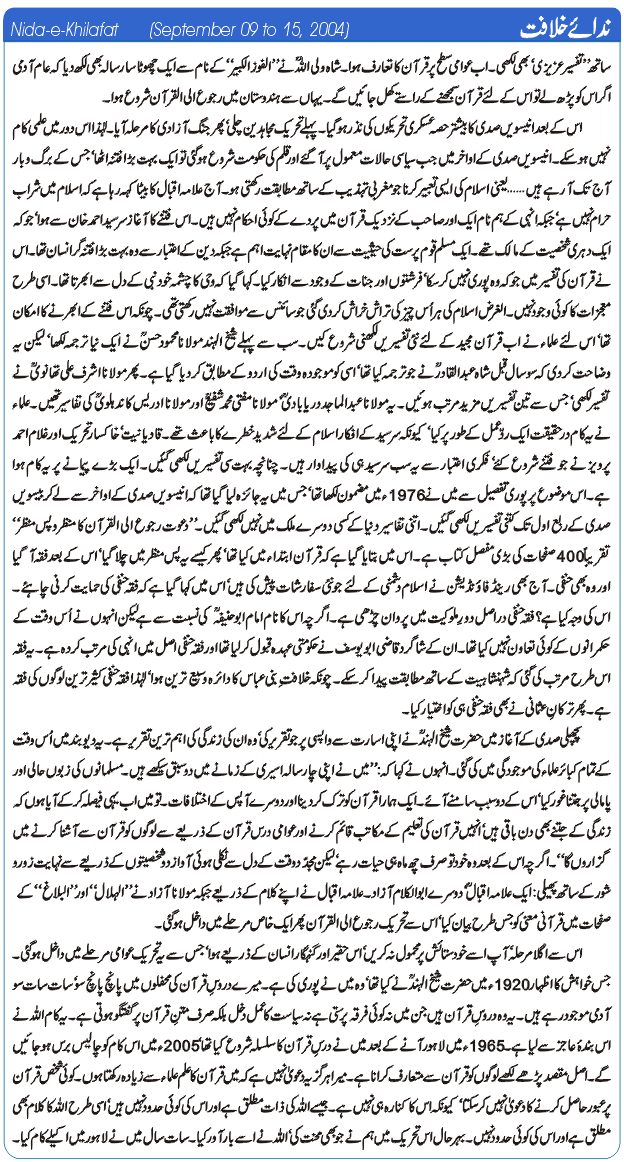 Nida-e-Khilafat (September 09 to 15, 2004) ندائے خلافت
ساتھ ’’تفسیر عزیزی‘‘ بھی لکھی۔ اب عوامی سطح پر قرآن کا تعارف ہوا۔ شاہ ولی اللہؒ نے ’’الفوز الکبیر‘‘ کے نام سے ایک چھوٹا سا رسالہ بھی لکھ دیا کہ عام آدمی
اگر اس کو پڑھ لے تو اس کے لئے قرآن سمجھنے کے راستے کھل جائیں گے۔ یہاں سے ہندوستان میں رجوع الی القرآن شروع ہوا۔
اس کے بعد انیسویں صدی کا بیشتر حصہ عسکری تحریکوں کی نذر ہو گیا۔ پہلے تحریک مجاہدین چلی‘ پھر جنگ آزادی کا مرحلہ آیا۔ لہٰذا اس دور میں علمی کام
نہیں ہو سکے۔ انیسویں صدی کے اواخر میں جب سیاسی حالات معمول پر آ گئے اور قلم کی حکومت شروع ہو گئی تو ایک بہت بڑا فتنہ اٹھا‘ جس کے برگ و بار
آج تک آ رہے ہیں ...... یعنی اسلام کی ایسی تعبیر کرنا جو مغربی تہذیب کے ساتھ مطابقت رکھتی ہو۔ آج علامہ اقبال کا بیٹا کہہ رہا ہے کہ اسلام میں شراب
حرام نہیں ہے‘ جبکہ انہی کے ہم نام ایک اور صاحب کے نزدیک قرآن میں پردے کے کوئی احکام نہیں ہیں۔ اس فتنے کا آغاز سرسید احمد خان سے ہوا‘ جو کہ
ایک دہری شخصیت کے مالک تھے۔ ایک مسلم قوم پرست کی حیثیت سے ان کا مقام نہایت اہم ہے جبکہ دین کے اعتبار سے وہ بہت بڑا فتنہ گر انسان تھا۔ اس
نے قرآن کی تفسیر میں جو کہ وہ پوری نہیں کر سکا‘ فرشتوں اور جنات کے وجود سے انکار کیا۔ کہا گیا کہ وحی کا چشمہ خود نبی کے دل سے ابھرتا تھا۔ اسی طرح
معجزات کا کوئی وجود نہیں۔ الغرض اسلام کی ہر اُس چیز کی تراش خراش کر دی گئی جو سائنس سے موافقت نہیں رکھتی تھی۔ چونکہ اس فتنے کے ابھرنے کا امکان
تھا‘ اس لئے علماء نے اب قرآن مجید کے لئے نئی تفسیریں لکھنی شروع کیں۔ سب سے پہلے شیخ الہند مولانا محمود حسنؒ نے ایک نیا ترجمہ لکھا‘ لیکن یہ
وضاحت کر دی کہ سو سال قبل شاہ عبدالقادرؒ نے جو ترجمہ کیا تھا‘ اسی کو موجودہ وقت کی اردو کے مطابق کر دیا گیا ہے۔ پھر مولانا اشرف علی تھانویؒ نے
تفسیر لکھی‘ جس سے تین تفسیریں مزید مرتب ہوئیں۔ یہ مولانا عبدالماجد دریابادیؒ‘ مولانا مفتی محمد شفیعؒ اور مولانا ادریس کاندہلویؒ کی تفاسیر تھیں۔ علماء
نے یہ کام درحقیقت ایک ردِّعمل کے طور پر کیا‘ کیونکہ سرسید کے افکار اسلام کے لئے شدید خطرے کا باعث تھے۔ قادیانیت‘ خاکسار تحریک اور غلام احمد
پرویز نے جو فتنے شروع کئے‘ فکری اعتبار سے یہ سب سرسید ہی کی پیداوار ہیں۔ چنانچہ بہت سی تفسیریں لکھی گئیں۔ ایک بڑے پیمانے پر یہ کام ہوا
ہے۔ اس موضوع پر پوری تفصیل سے میں نے 1976ء میں مضمون لکھا تھا‘ جس میں یہ جائزہ لیا گیا تھا کہ انیسویں صدی کے اواخر سے لے کر بیسویں
صدی کے ربع اول تک کتنی تفسیریں لکھی گئیں۔ اتنی تفاسیر دنیا کے کسی دوسرے ملک میں نہیں لکھی گئیں۔ ’’دعوت رجوع الی القرآن کا منظر و پس منظر‘‘
تقریباً 400 صفحات کی بڑی مفصل کتاب ہے۔ اس میں بتایا گیا ہے کہ قرآن ابتداء میں کیا تھا‘ پھر کیسے یہ پس منظر میں چلا گیا‘ اس کے بعد فقہ آ گیا
اور وہ بھی حنفی۔ آج بھی رینڈ فاؤنڈیشن نے اسلام دشمنی کے لئے جو نئی سفارشات پیش کی ہیں‘ اس میں کہا گیا ہے کہ فقہ حنفی کی حمایت کرنی چاہئے۔
اس کی وجہ کیا ہے؟ فقہ حنفی دراصل دور ملوکیت میں پروان چڑھی ہے۔ اگرچہ اس کا نام امام ابوحنیفہؒ کی نسبت سے ہے لیکن انہوں نے اُس وقت کے
حکمرانوں کے کوئی تعاون نہیں کیا تھا۔ ان کے شاگرد قاضی ابو یوسف نے حکومتی عہدہ قبول کر لیا تھا اور فقہ حنفی اصل میں انہی کی مرتب کردہ ہے۔ یہ فقہ
اس طرح مرتب کی گئی کہ شہنشاہیت کے ساتھ مطابقت پیدا کر سکے۔ چونکہ خلافت بنی عباس کا دائرہ وسیع ترین ہوا‘ لہٰذا فقہ حنفی کثیر ترین لوگوں کی فقہ
ہے۔ پھر ترکانِ عثمانی نے بھی فقہ حنفی ہی کو اختیار کیا۔
پچھلی صدی کے آغاز میں حضرت شیخ الہندؒ نے اپنی اسارت سے واپسی پر جو تقریر کی‘ وہ ان کی زندگی کی اہم ترین تقریر ہے۔ یہ دیوبند میں اُس وقت
کے تمام کبائر علماء کی موجودگی میں کی گئی۔ انہوں نے کہا کہ: ’’میں نے اپنی چار سالہ اسیری کے زمانے میں دو سبق سیکھے ہیں۔ مسلمانوں کی زبوں حالی اور
پامالی پر جتنا غور کیا‘ اس کے دو سبب سامنے آئے۔ ایک ہمارا قرآن کو ترک کر دینا اور دوسرے آپس کے اختلافات۔ تو میں اب یہی فیصلہ کر کے آیا ہوں کہ
زندگی کے جتنے بھی دن باقی ہیں‘ انہیں قرآن کی تعلیم کے مکاتب قائم کرنے اور عوامی درس قرآن کے ذریعے سے لوگوں کو قرآن سے آشنا کرنے میں
گزاروں گا‘‘۔ اگرچہ اس کے بعد وہ خود تو صرف چھ ماہ ہی حیات رہے‘ لیکن مجدّد وقت کے دل سے نکلی ہوئی آواز دو شخصیتوں کے ذریعے سے نہایت زور و
شور کے ساتھ پھیلی: ایک علامہ اقبالؒ‘ دوسرے ابوالکلام آزاد۔ علامہ اقبال نے اپنے کلام کے ذریعے جبکہ مولانا آزاد نے ’’الہلال‘‘ اور ’’البلاغ‘‘ کے
صفحات میں قرآنی معنی کو جس طرح بیان کیا‘ اس سے تحریک رجوع الی القرآن پھر ایک خاص مرحلے میں داخل ہو گئی۔
اس سے اگلا مرحلہ‘ آپ اسے خود ستائش پر محمول نہ کریں‘ اس حقیر اور گنہگار انسان کے ذریعے ہوا‘ جس سے یہ تحریک عوامی مرحلے میں داخل ہو گئی۔
جس خواہش کا اظہار 1920ء میں حضرت شیخ الہندؒ نے کیا تھا‘ وہ میں نے پوری کی ہے۔ میرے دروس قرآن کی محفلوں میں پانچ پانچ سو‘ سات سات سو
آدمی موجود رہے ہیں۔ یہ وہ دروس قرآن ہیں جن میں نہ کوئی فرقہ پرستی ہے نہ سیاست کا عمل دخل بلکہ صرف متن قرآن پر گفتگو ہوتی ہے۔ یہ کام اللہ نے
اس بندۂ عاجز سے لیا ہے۔ 1965ء میں لاہور آنے کے بعد میں نے درس قرآن کا سلسلہ شروع کیا تھا‘ 2005ء میں اس کام کو چالیس برس ہو جائیں
گے۔ اصل مقصد پڑھے لکھے لوگوں کو قرآن سے متعارف کرانا ہے۔ میرا ہرگز یہ دعویٰ نہیں ہے کہ میں قرآن کا علم علماء سے زیادہ رکھتا ہوں۔ کوئی شخص قرآن
پر عبور حاصل کرنے کا دعویٰ نہیں کر سکتا‘ کیونکہ اس کا کنارہ ہی نہیں ہے۔ جیسے اللہ کی ذات مطلق ہے اور اس کی کوئی حدود نہیں ہیں‘ اسی طرح اللہ کا کلام بھی
مطلق ہے اور اس کی کوئی حدود نہیں۔ بہرحال اس تحریک میں ہم نے جو بھی محنت کی‘ اللہ نے اسے بارآور کیا۔ سات سال میں نے لاہور میں اکیلے کام کیا۔